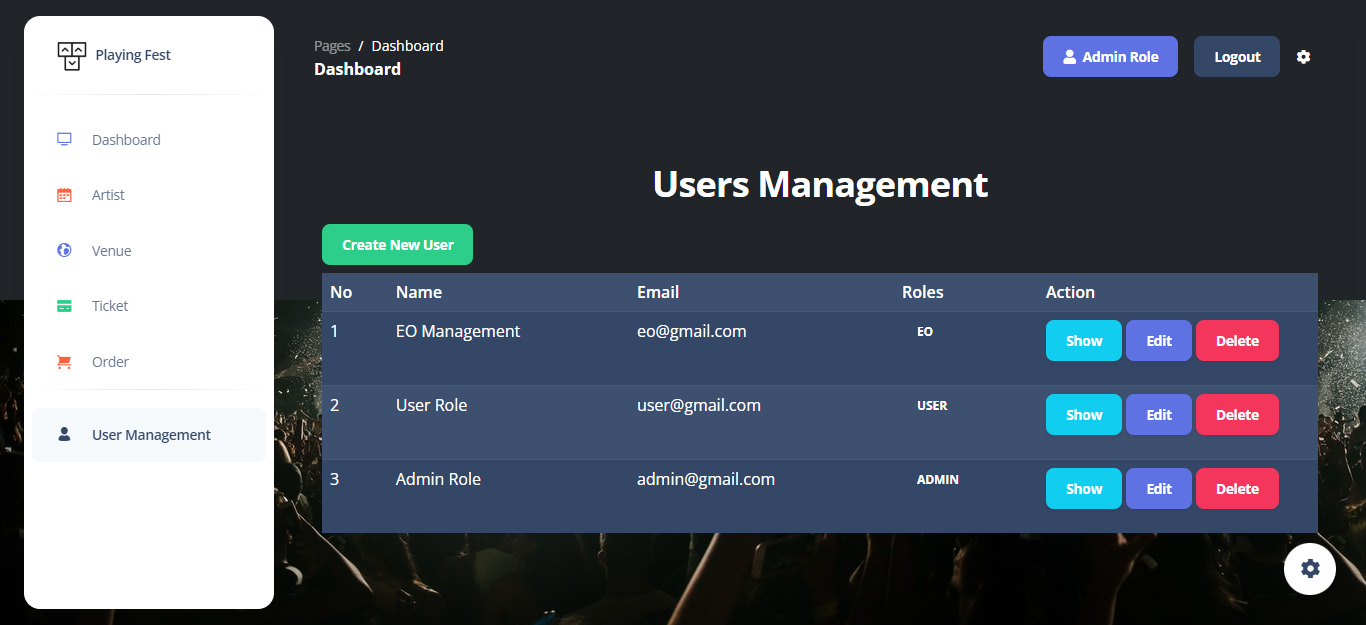 Playing Fest
Dashboard
Artist
Venue
Ticket
Order
User Management
Pages / Dashboard
Dashboard
Admin Role
Logout
Users Management
Create New User
No Name Email Roles Action
1 EO Management eo@gmail.com EO Show Edit Delete
2 User Role user@gmail.com USER Show Edit Delete
3 Admin Role admin@gmail.com ADMIN Show Edit Delete